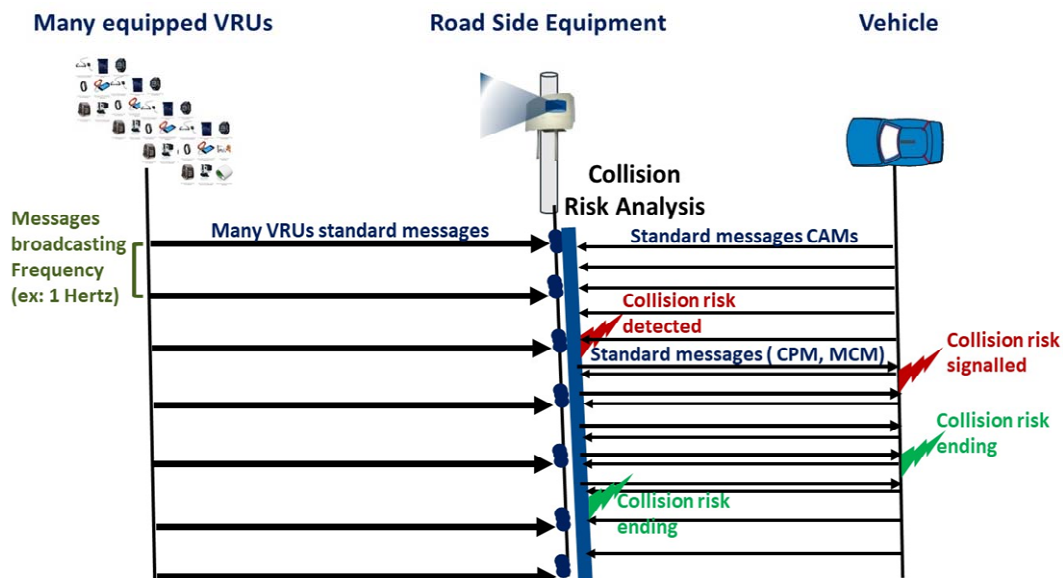 Many equipped VRUs
Road Side Equipment
Vehicle
Collision
Risk Analysis
Messages
broadcasting
Frequency
(ex: 1 Hertz)
Many VRUs standard messages
Standard messages CAMs
Collision risk
detected
Standard messages ( CPM, MCM)
Collision risk
signalled
Collision risk
ending
Collision risk
ending